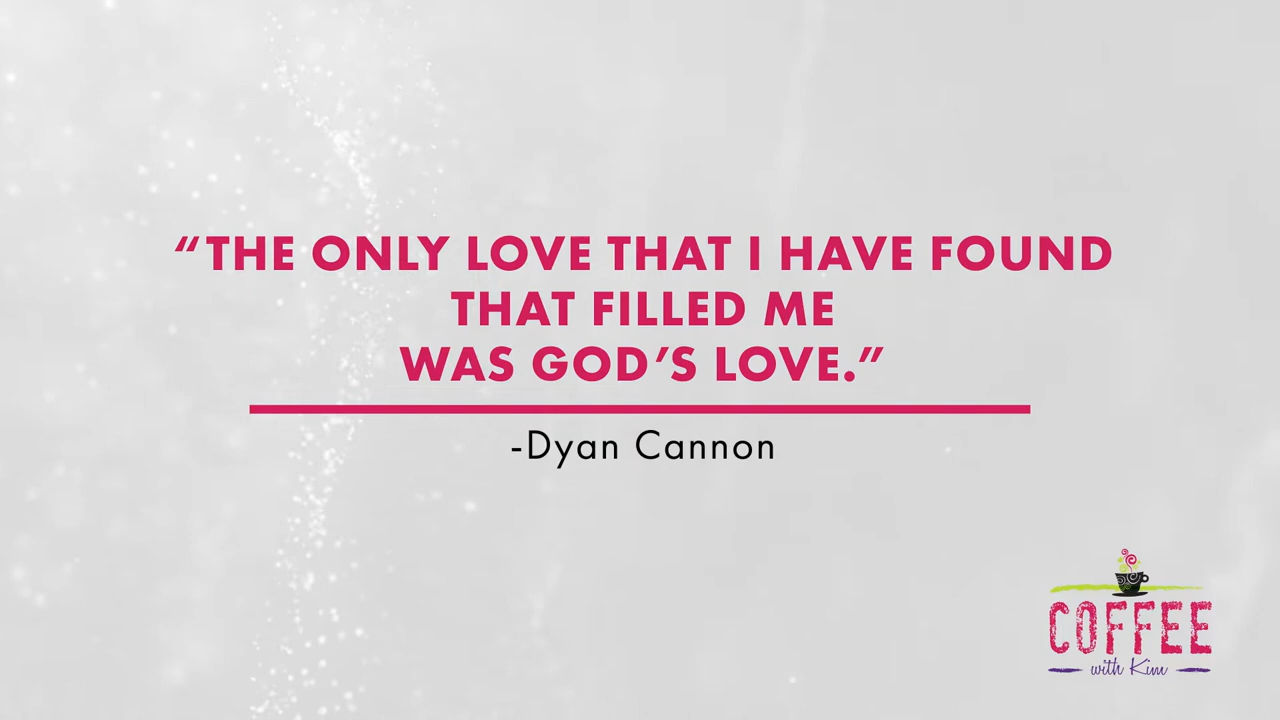 “THE ONLY LOVE THAT I HAVE FOUND
THAT FILLED ME
WAS GOD’S LOVE.”
-Dyan Cannon
COFFEE
with Kim